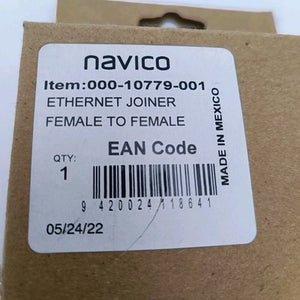 navico
Item:000-10779-001
ETHERNET JOINER
FEMALE TO FEMALE
MADE IN MEXICO
QTY:
1
EAN Code
9 420024 118641
05/24/22